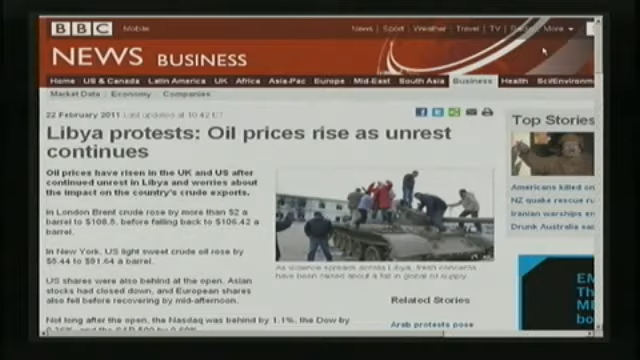 BBC Mobile News Sport Weather Travel TV More
NEWS BUSINESS
Home US & Canada Latin America UK Africa Asia-Pac Europe Mid-East South Asia Business Health Sci/Environm
Market Data Economy Companies
22 February 2011 Last updated at 10:42 ET
Libya protests: Oil prices rise as unrest
continues
Oil prices have risen in the UK and US after
continued unrest in Libya and worries about
the impact on the country's crude exports.
In London Brent crude rose by more than $2 a
barrel to $108.5, before falling back to $106.42 a
barrel.
In New York, US light sweet crude oil rose by
$5.44 to $91.64 a barrel.
US shares were also behind at the open, Asian
stocks had closed down, and European shares
also fell before recovering by mid-afternoon.
Not long after the open, the Nasdaq was behind by 1.1%, the Dow by
As violence spreads across Libya, fresh concerns
have been raised about a fall in global oil supply
Related Stories
Arab protests pose
Top Stories
Americans killed on
NZ quake rescue ru
Iranian warships en
Drunk Australia sa
EM
Th
bo